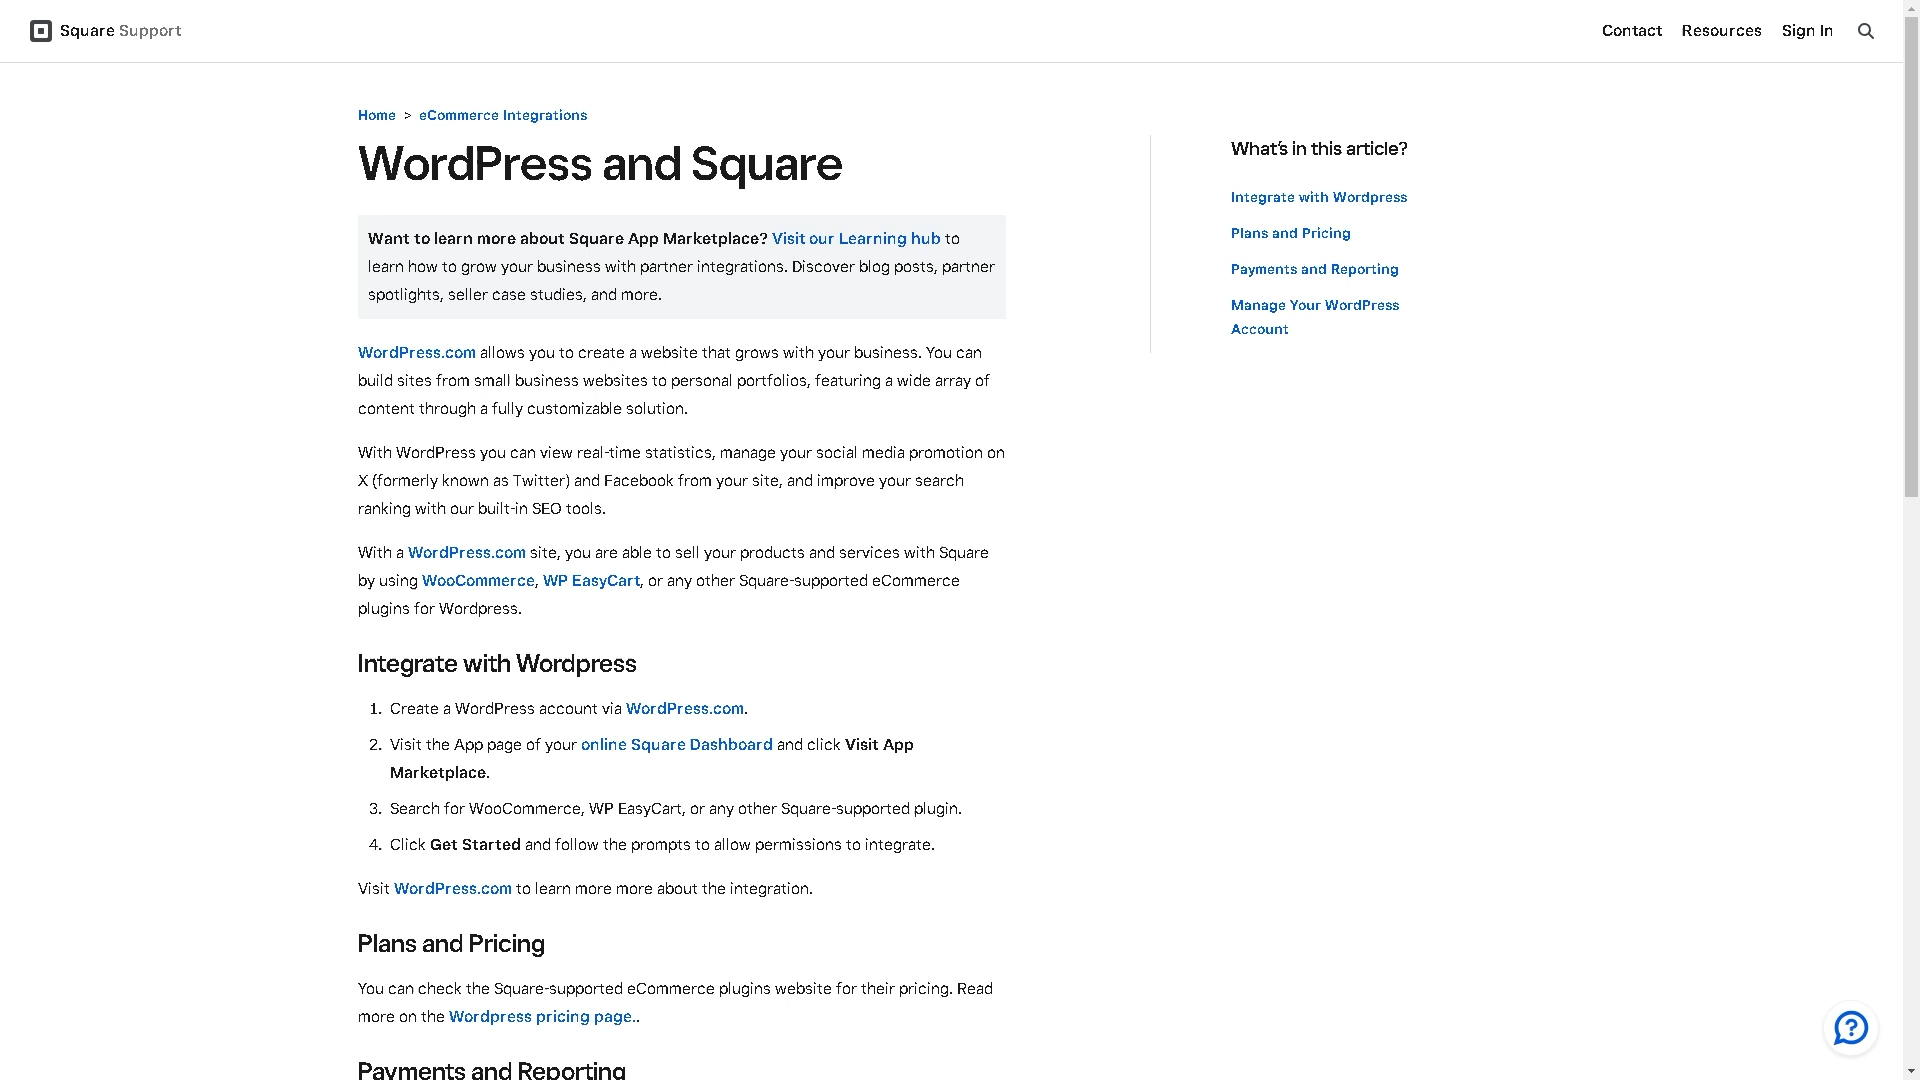 Square Support
Contact
Resources
Sign In
Home > eCommerce Integrations
WordPress and Square
Want to learn more about Square App Marketplace? Visit our Learning hub to
learn how to grow your business with partner integrations. Discover blog posts, partner
spotlights, seller case studies, and more.
WordPress.com allows you to create a website that grows with your business. You can
build sites from small business websites to personal portfolios, featuring a wide array of
content through a fully customizable solution.
With WordPress you can view real-time statistics, manage your social media promotion on
X (formerly known as Twitter) and Facebook from your site, and improve your search
ranking with our built-in SEO tools.
With a WordPress.com site, you are able to sell your products and services with Square
by using WooCommerce, WP EasyCart, or any other Square-supported eCommerce
plugins for Wordpress.
Integrate with Wordpress
1. Create a WordPress account via WordPress.com.
2. Visit the App page of your online Square Dashboard and click Visit App
Marketplace.
3. Search for WooCommerce, WP EasyCart, or any other Square-supported plugin.
4. Click Get Started and follow the prompts to allow permissions to integrate.
Visit WordPress.com to learn more more about the integration.
Plans and Pricing
You can check the Square-supported eCommerce plugins website for their pricing. Read
more on the Wordpress pricing page..
Payments and Reporting
What's in this article?
Integrate with Wordpress
Plans and Pricing
Payments and Reporting
Manage Your WordPress
Account